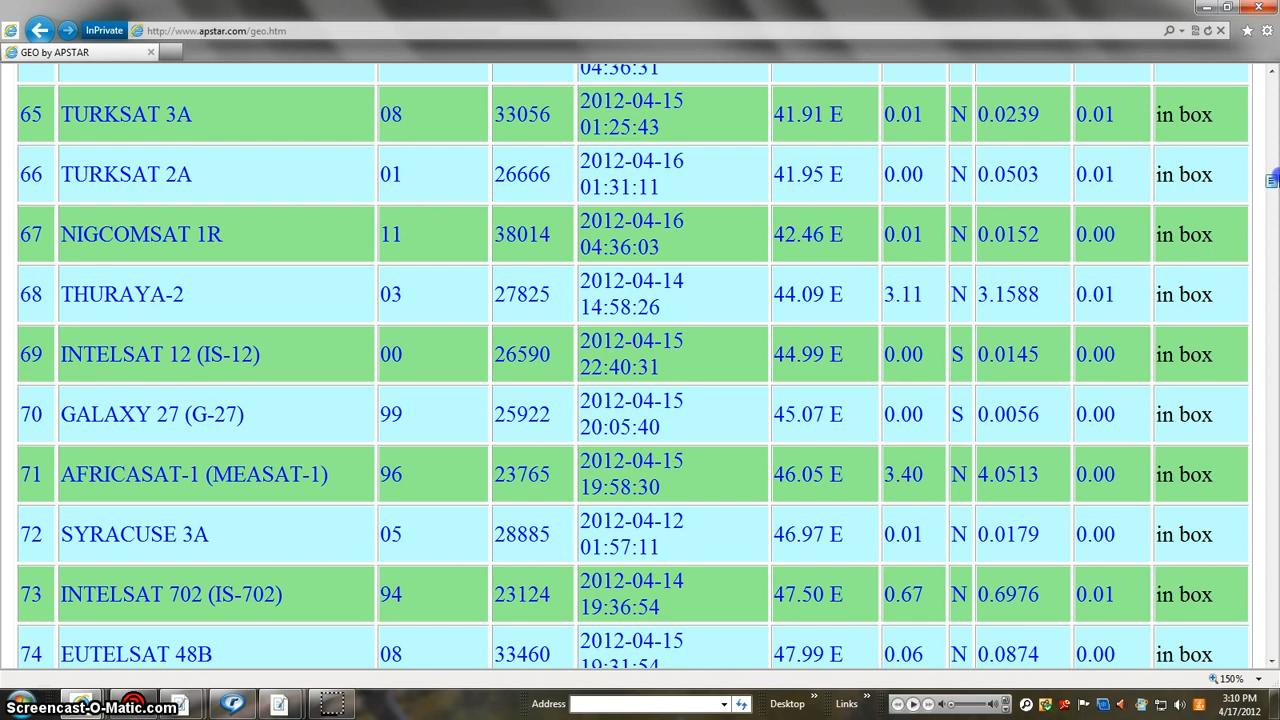 InPrivate http://www.apstar.com/geo.htm
GEO by APSTAR
04:36:31
65 TURKSAT 3A 08 33056 2012-04-15 01:25:43 41.91 E 0.01 N 0.0239 0.01 in box
66 TURKSAT 2A 01 26666 2012-04-16 01:31:11 41.95 E 0.00 N 0.0503 0.01 in box
67 NIGCOMSAT 1R 11 38014 2012-04-16 04:36:03 42.46 E 0.01 N 0.0152 0.00 in box
68 THURAYA-2 03 27825 2012-04-14 14:58:26 44.09 E 3.11 N 3.1588 0.01 in box
69 INTELSAT 12 (IS-12) 00 26590 2012-04-15 22:40:31 44.99 E 0.00 S 0.0145 0.00 in box
70 GALAXY 27 (G-27) 99 25922 2012-04-15 20:05:40 45.07 E 0.00 S 0.0056 0.00 in box
71 AFRICASAT-1 (MEASAT-1) 96 23765 2012-04-15 19:58:30 46.05 E 3.40 N 4.0513 0.00 in box
72 SYRACUSE 3A 05 28885 2012-04-12 01:57:11 46.97 E 0.01 N 0.0179 0.00 in box
73 INTELSAT 702 (IS-702) 94 23124 2012-04-14 19:36:54 47.50 E 0.67 N 0.6976 0.01 in box
74 EUTELSAT 48B 08 33460 2012-04-15 19:31:54 47.99 E 0.06 N 0.0874 0.00 in box
150%
Address Desktop Links 3:10 PM
4/17/2012
Screencast-O-Matic.com